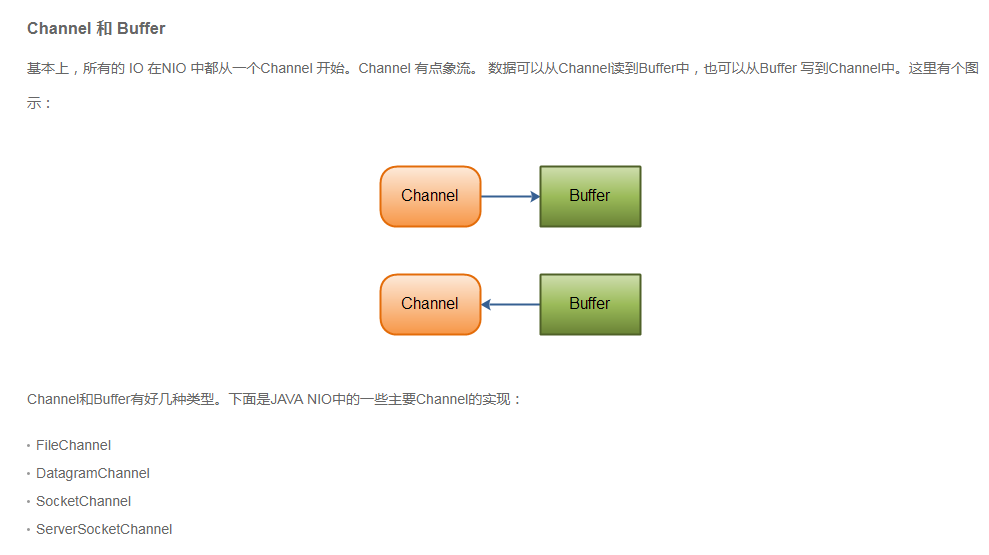 Channel 和 Buffer
基本上，所有的 IO 在NIO 中都从一个Channel 开始。Channel 有点象流。 数据可以从Channel读到Buffer中，也可以从Buffer 写到Channel中。这里有个图
示：
Channel
Buffer
Channel
Buffer
Channel和Buffer有好几种类型。下面是JAVA NIO中的一些主要Channel的实现：
• FileChannel
• DatagramChannel
• SocketChannel
• ServerSocketChannel